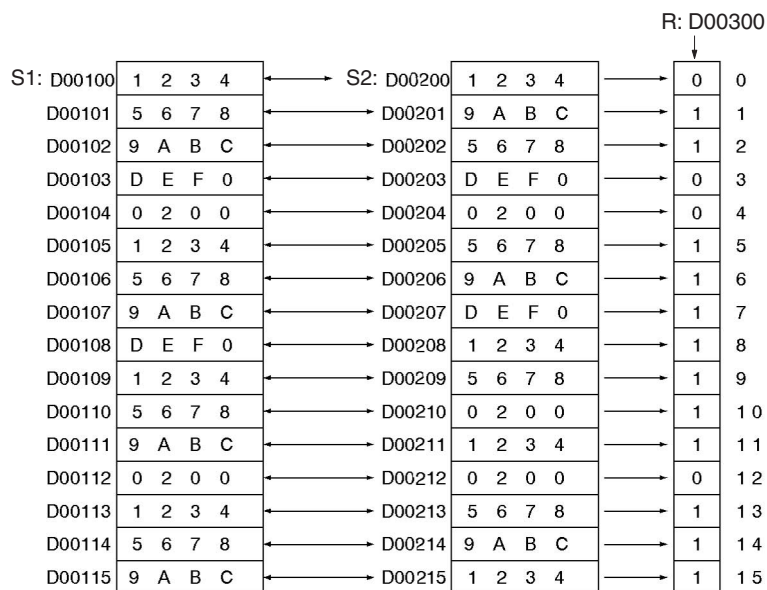 R: D00300
S1: D00100 1 2 3 4 S2: D00200 1 2 3 4 0 0
D00101 5 6 7 8 D00201 9 A B C 1 1
D00102 9 A B C D00202 5 6 7 8 1 2
D00103 D E F 0 D00203 D E F 0 0 3
D00104 0 2 0 0 D00204 0 2 0 0 0 4
D00105 1 2 3 4 D00205 5 6 7 8 1 5
D00106 5 6 7 8 D00206 9 A B C 1 6
D00107 9 A B C D00207 D E F 0 1 7
D00108 D E F 0 D00208 1 2 3 4 1 8
D00109 1 2 3 4 D00209 5 6 7 8 1 9
D00110 5 6 7 8 D00210 0 2 0 0 1 10
D00111 9 A B C D00211 1 2 3 4 1 11
D00112 0 2 0 0 D00212 0 2 0 0 0 12
D00113 1 2 3 4 D00213 5 6 7 8 1 13
D00114 5 6 7 8 D00214 9 A B C 1 14
D00115 9 A B C D00215 1 2 3 4 1 15